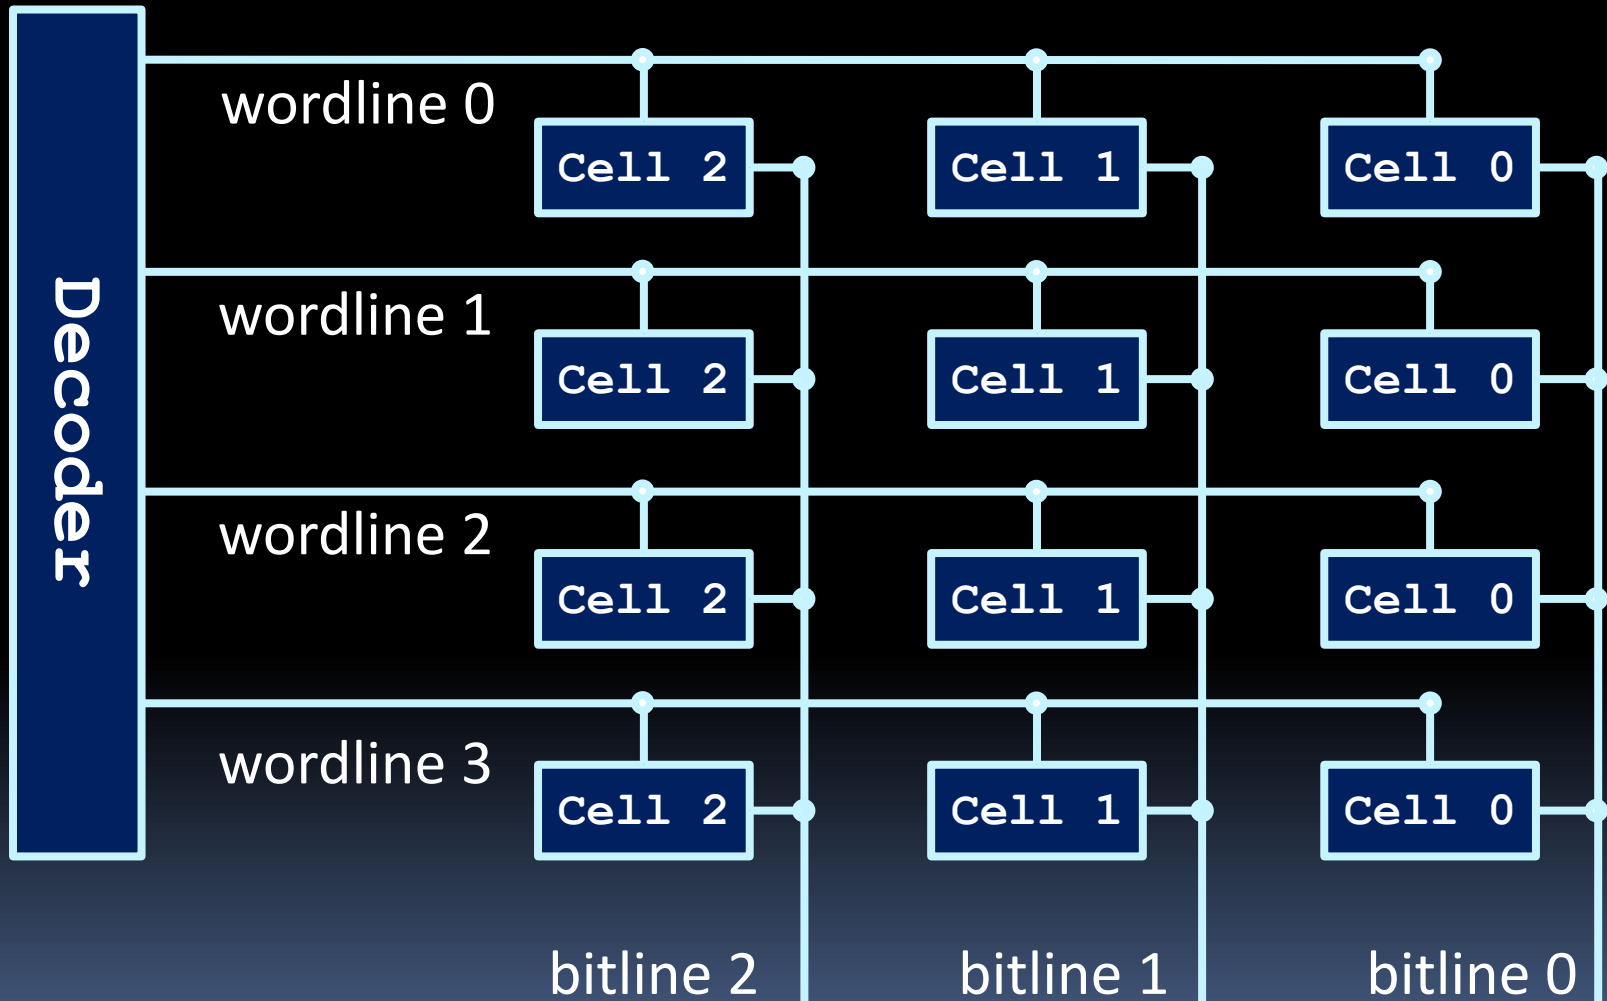 Decoder
wordline 0
Cell 2 Cell 1 Cell 0
wordline 1
Cell 2 Cell 1 Cell 0
wordline 2
Cell 2 Cell 1 Cell 0
wordline 3
Cell 2 Cell 1 Cell 0
bitline 2 bitline 1 bitline 0